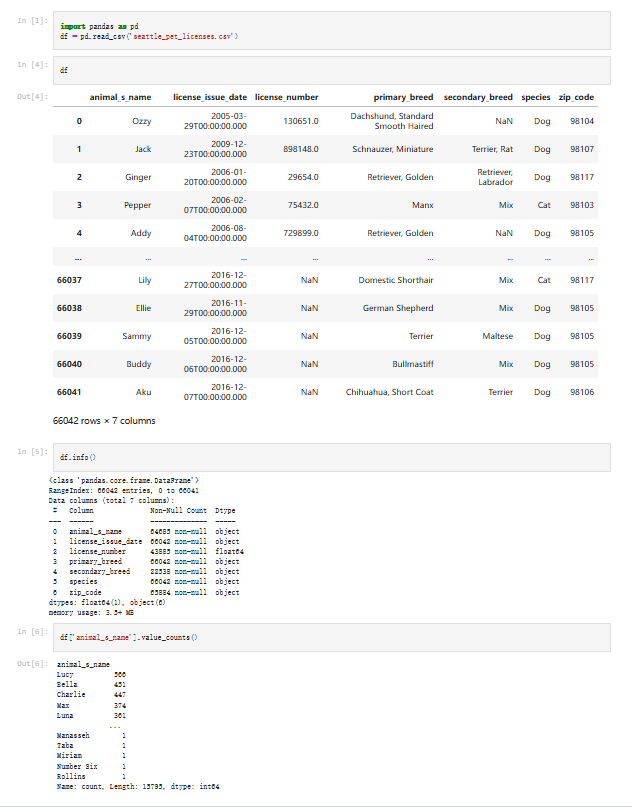 In [1]:
import pandas as pd
df = pd.read_csv('seattle_pet_licenses.csv')
In [4]:
df
Out[4]:
animal_s_name license_issue_date license_number primary_breed secondary_breed species zip_code
0 Ozzy 2005-03-29T00:00:00.000 130651.0 Dachshund, Standard Smooth Haired NaN Dog 98104
1 Jack 2009-12-23T00:00:00.000 898148.0 Schnauzer, Miniature Terrier, Rat Dog 98107
2 Ginger 2006-01-20T00:00:00.000 29654.0 Retriever, Golden Retriever, Labrador Dog 98117
3 Pepper 2006-02-07T00:00:00.000 75432.0 Manx Mix Cat 98103
4 Addy 2006-08-04T00:00:00.000 729899.0 Retriever, Golden NaN Dog 98105
... ... ... ... ... ... ... ...
66037 Lily 2016-12-27T00:00:00.000 NaN Domestic Shorthair Mix Cat 98117
66038 Ellie 2016-11-29T00:00:00.000 NaN German Shepherd Mix Dog 98105
66039 Sammy 2016-12-05T00:00:00.000 NaN Terrier Maltese Dog 98105
66040 Buddy 2016-12-06T00:00:00.000 NaN Bullmastiff Mix Dog 98105
66041 Aku 2016-12-07T00:00:00.000 NaN Chihuahua, Short Coat Terrier Dog 98106
66042 rows × 7 columns
In [5]:
df.info()
<class 'pandas.core.frame.DataFrame'>
RangeIndex: 66042 entries, 0 to 66041
Data columns (total 7 columns):
# Column Non-Null Count Dtype
--- ------ -------------- -----
0 animal_s_name 64685 non-null object
1 license_issue_date 66042 non-null object
2 license_number 43885 non-null float64
3 primary_breed 66042 non-null object
4 secondary_breed 22538 non-null object
5 species 66042 non-null object
6 zip_code 65884 non-null object
dtypes: float64(1), object(6)
memory usage: 3.5+ MB
In [6]:
df['animal_s_name'].value_counts()
Out[6]:
animal_s_name
Lucy 566
Bella 451
Charlie 447
Max 374
Luna 361
...
Manasseh 1
Taba 1
Miriam 1
Number Six 1
Rollins 1
Name: count, Length: 15795, dtype: int64